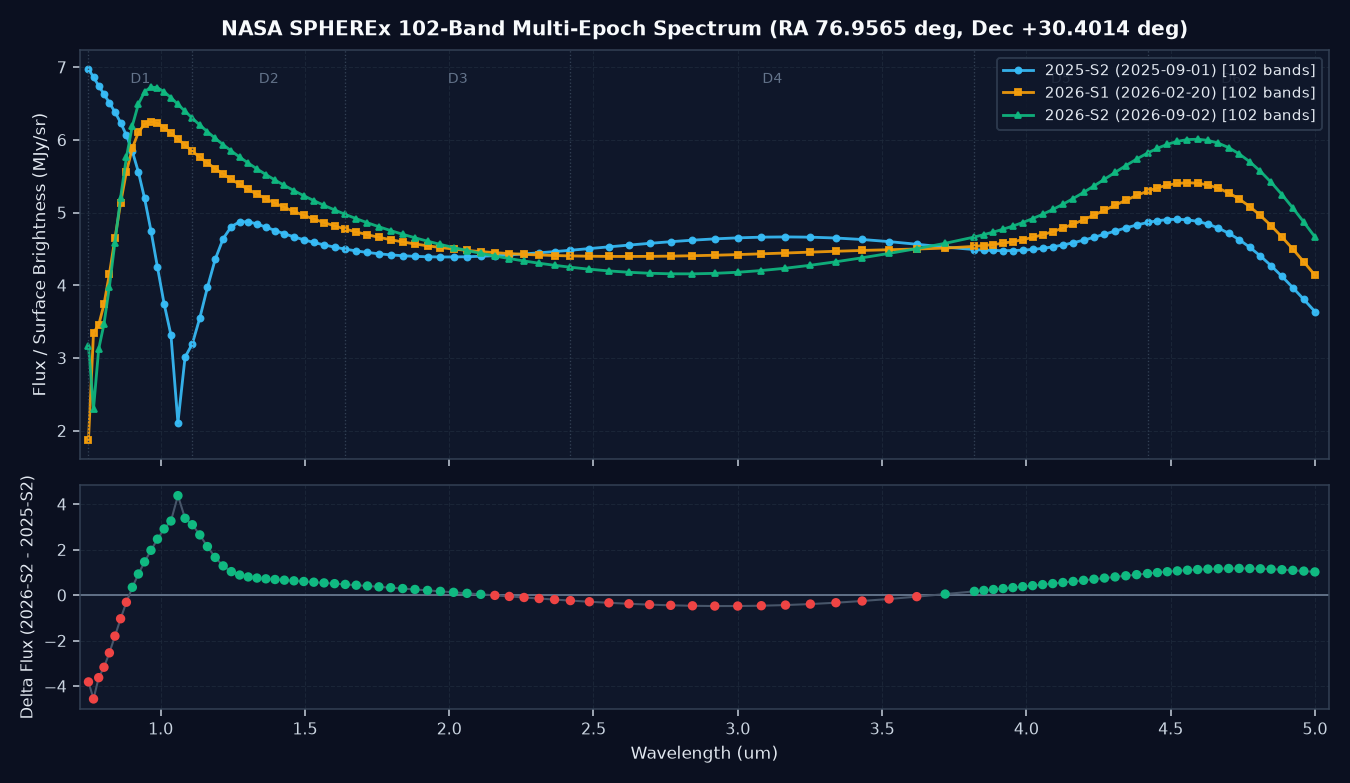 NASA SPHEREx 102-Band Multi-Epoch Spectrum (RA 76.9565 deg, Dec +30.4014 deg)
D1 D2 D3 D4
2025-S2 (2025-09-01) [102 bands]
2026-S1 (2026-02-20) [102 bands]
2026-S2 (2026-09-02) [102 bands]
Flux / Surface Brightness (MJy/sr)
7
6
5
4
3
2
Delta Flux (2026-S2 - 2025-S2)
4
2
0
−2
−4
1.0 1.5 2.0 2.5 3.0 3.5 4.0 4.5 5.0
Wavelength (um)